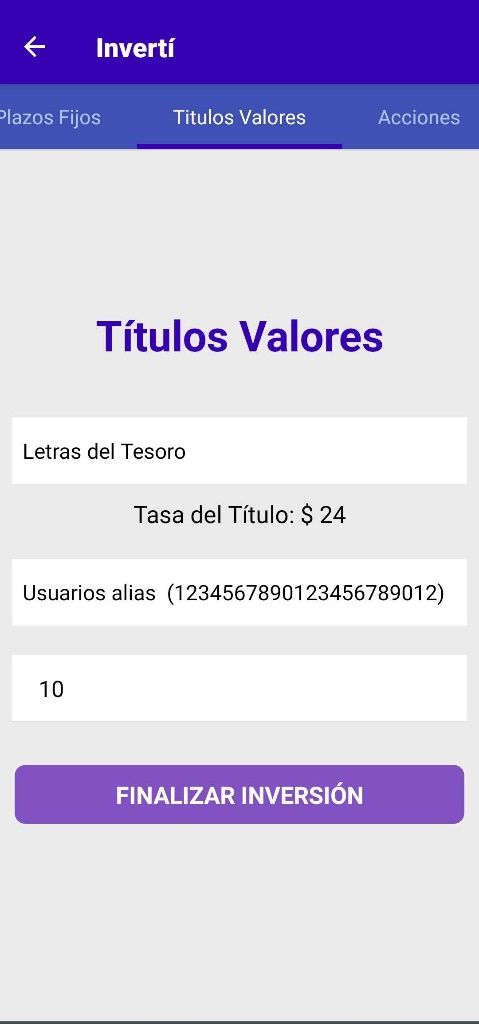 Invertí
Plazos Fijos
Titulos Valores
Acciones
Títulos Valores
Letras del Tesoro
Tasa del Título: $ 24
Usuarios alias  (1234567890123456789012)
10
FINALIZAR INVERSIÓN